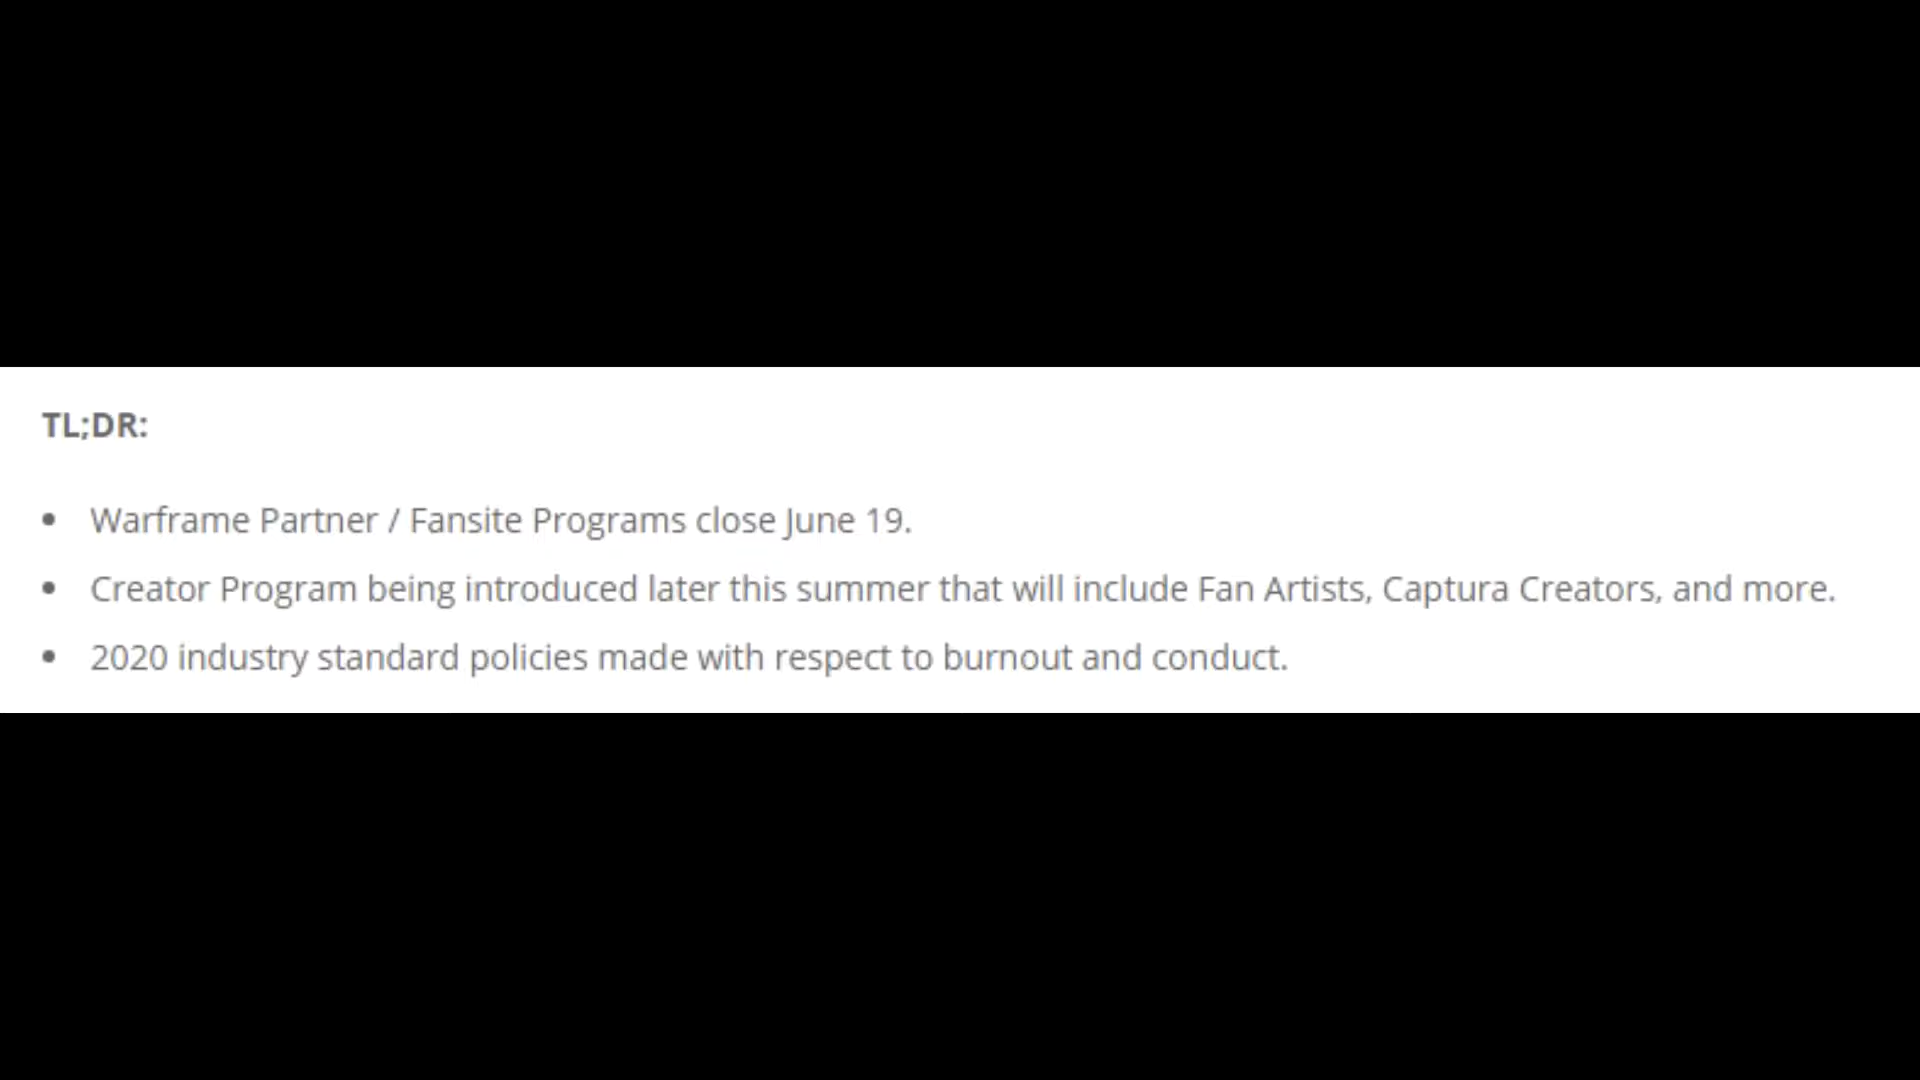 TL;DR:
• Warframe Partner / Fansite Programs close June 19.
• Creator Program being introduced later this summer that will include Fan Artists, Captura Creators, and more.
• 2020 industry standard policies made with respect to burnout and conduct.